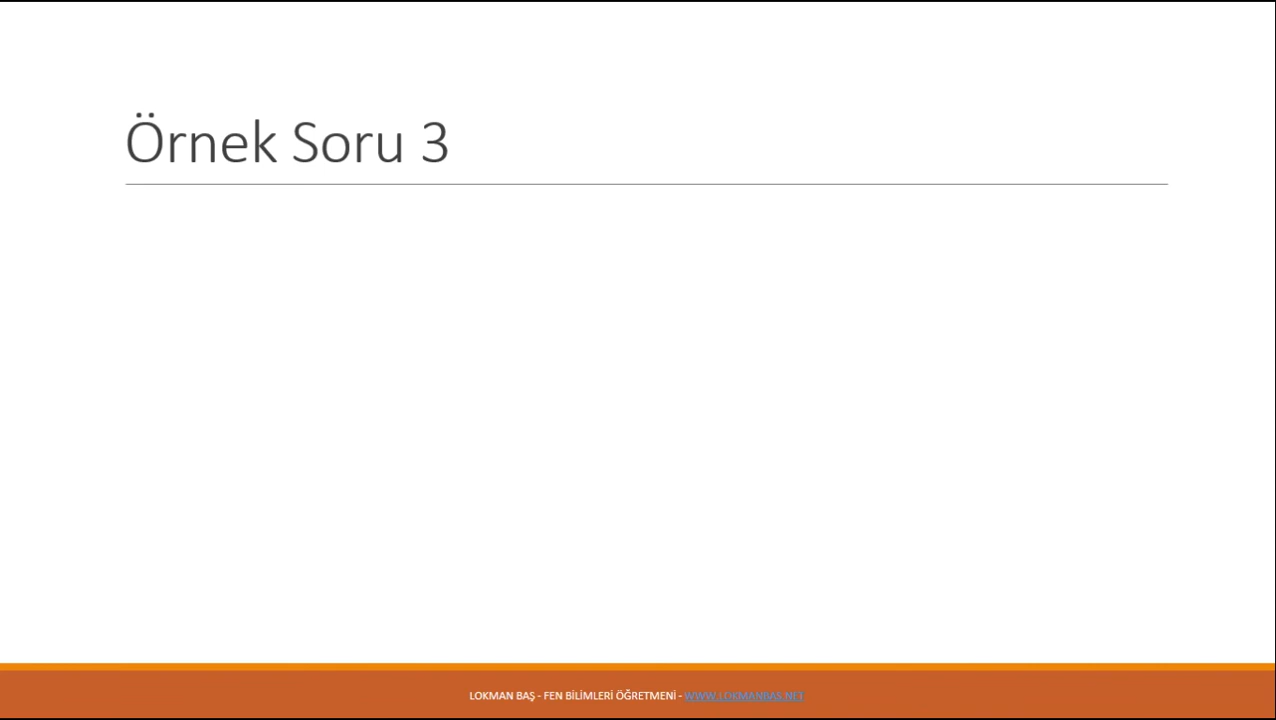 Örnek Soru 3
LOKMAN BAŞ - FEN BİLİMLERİ ÖĞRETMENİ - WWW.LOKMANBAS.NET